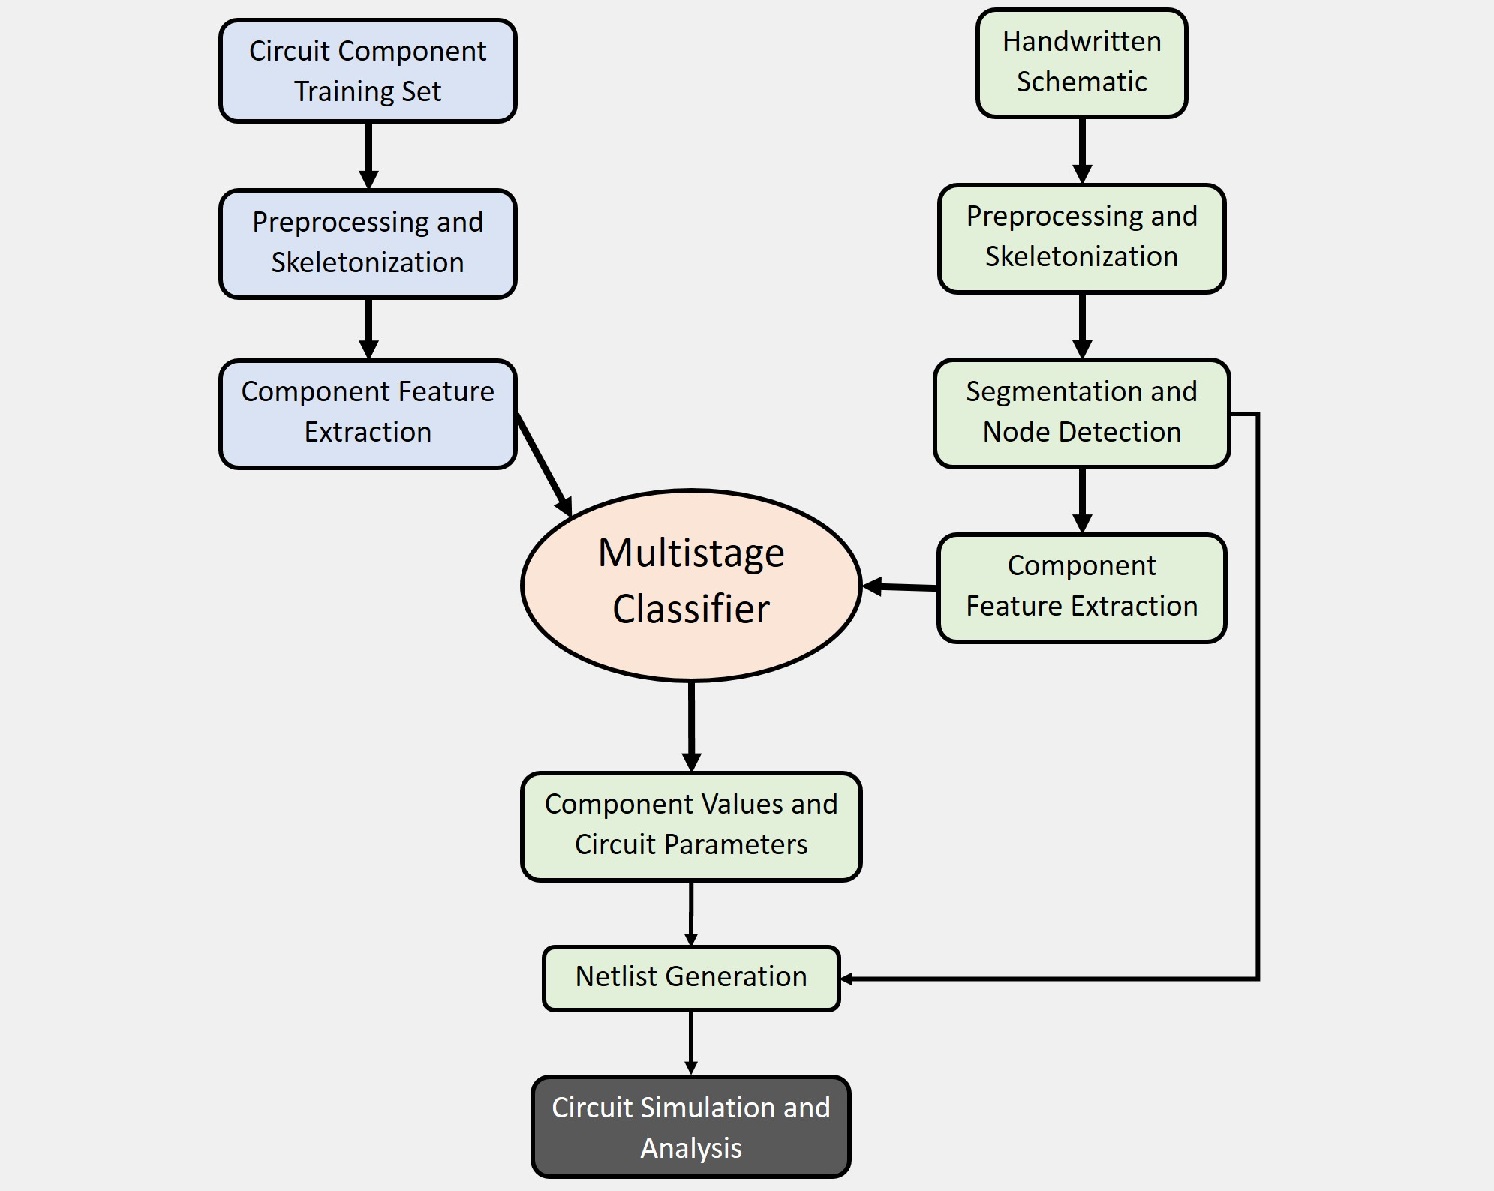 Circuit Component
Training Set
Preprocessing and
Skeletonization
Component Feature
Extraction
Handwritten
Schematic
Preprocessing and
Skeletonization
Segmentation and
Node Detection
Component
Feature Extraction
Multistage
Classifier
Component Values and
Circuit Parameters
Netlist Generation
Circuit Simulation and
Analysis